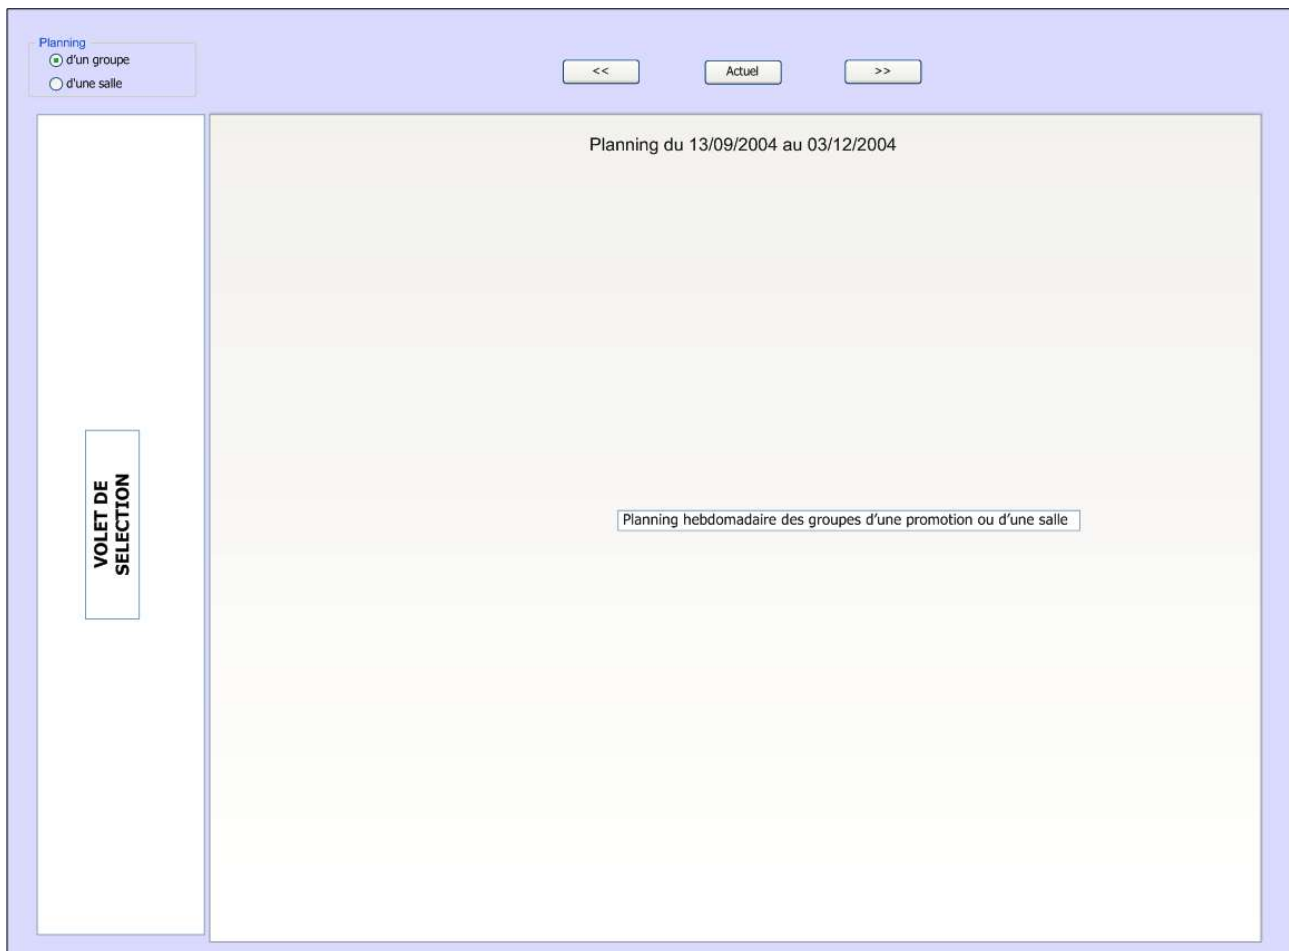 Planning
d'un groupe
d'une salle
<<
Actuel
>>
Planning du 13/09/2004 au 03/12/2004
VOLET DE
SELECTION
Planning hebdomadaire des groupes d'une promotion ou d'une salle